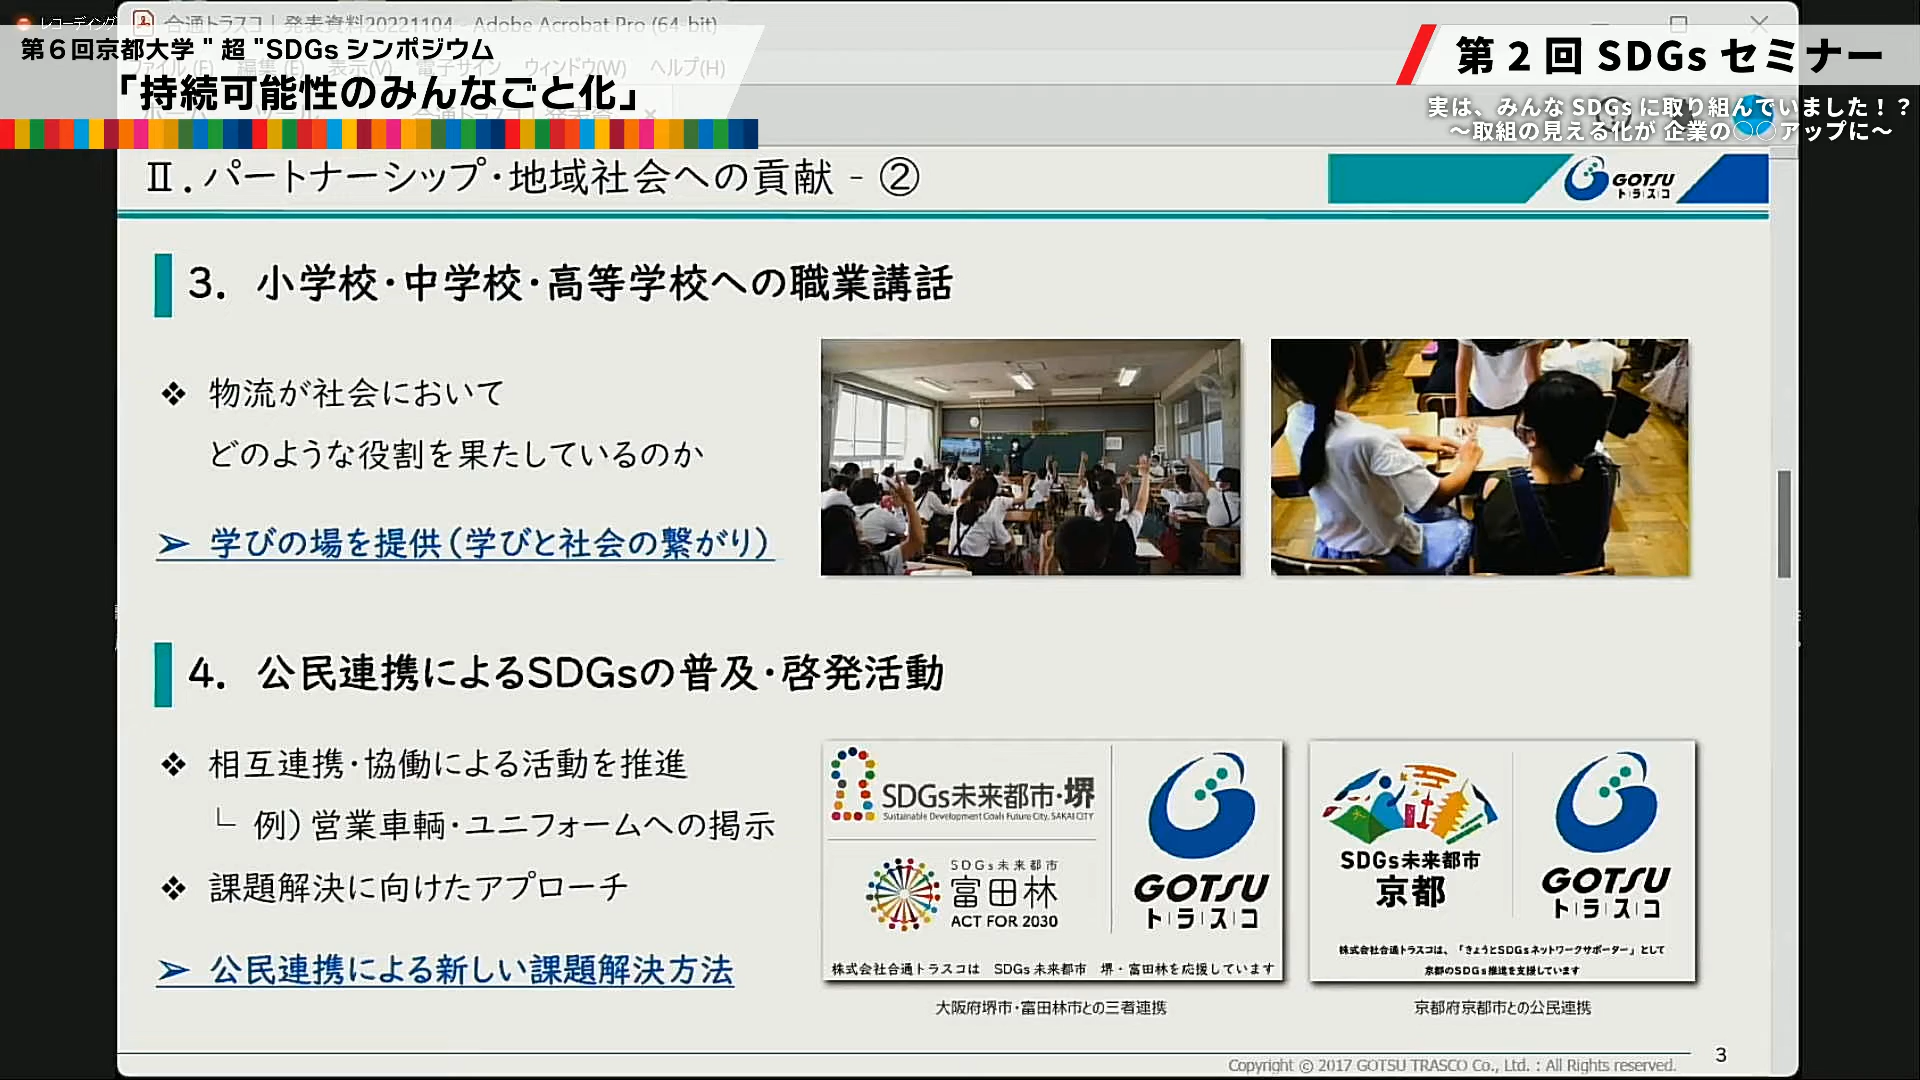 レコーディング
合通トラスコ｜発表資料20221104 - Adobe Acrobat Pro (64-bit)
第６回京都大学 " 超 "SDGs シンポジウム
ファイル(F) 編集(E) 表示(V) 電子サイン ウィンドウ(W) ヘルプ(H)
「持続可能性のみんなごと化」
ホーム ツール 合通トラスコ｜発表資...
第２回 SDGs セミナー
実は、みんな SDGs に取り組んでいました！？
～取組の見える化が 企業の○○アップに～
Ⅱ. パートナーシップ・地域社会への貢献 - ②
GOTSU
トラスコ
3. 小学校・中学校・高等学校への職業講話
❖ 物流が社会において
どのような役割を果たしているのか
➢ 学びの場を提供（学びと社会の繋がり）
4. 公民連携によるSDGsの普及・啓発活動
❖ 相互連携・協働による活動を推進
└ 例）営業車輌・ユニフォームへの掲示
❖ 課題解決に向けたアプローチ
➢ 公民連携による新しい課題解決方法
SDGs未来都市・堺
Sustainable Development Goals Future City, SAKAI CITY
SDGs未来都市
富田林
ACT FOR 2030
GOTSU
トラスコ
株式会社合通トラスコは SDGs未来都市 堺・富田林を応援しています
大阪府堺市・富田林市との三者連携
SDGs未来都市
京都
GOTSU
トラスコ
株式会社合通トラスコは、「きょうとSDGsネットワークサポーター」として
京都のSDGs推進を支援しています
京都府京都市との公民連携
3
Copyright © 2017 GOTSU TRASCO Co., Ltd. : All Rights reserved.